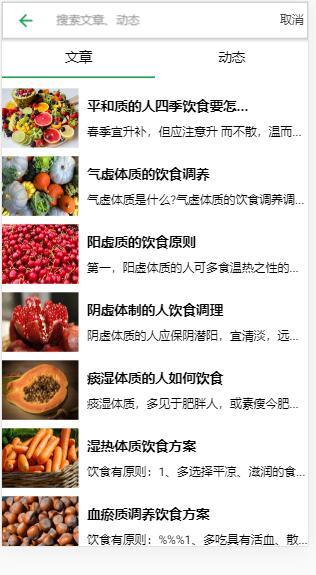 搜索文章、动态
取消
文章
动态
平和质的人四季饮食要怎...
春季宜升补，但应注意升 而不散，温而...
气虚体质的饮食调养
气虚体质是什么?气虚体质的饮食调养调...
阳虚质的饮食原则
第一，阳虚体质的人可多食温热之性的...
阴虚体制的人饮食调理
阴虚体质的人应保阴潜阳，宜清淡，远...
痰湿体质的人如何饮食
痰湿体质，多见于肥胖人，或素瘦今肥...
湿热体质饮食方案
饮食有原则：1、多选择平凉、滋润的食...
血瘀质调养饮食方案
饮食有原则：%%%1、多吃具有活血、散...